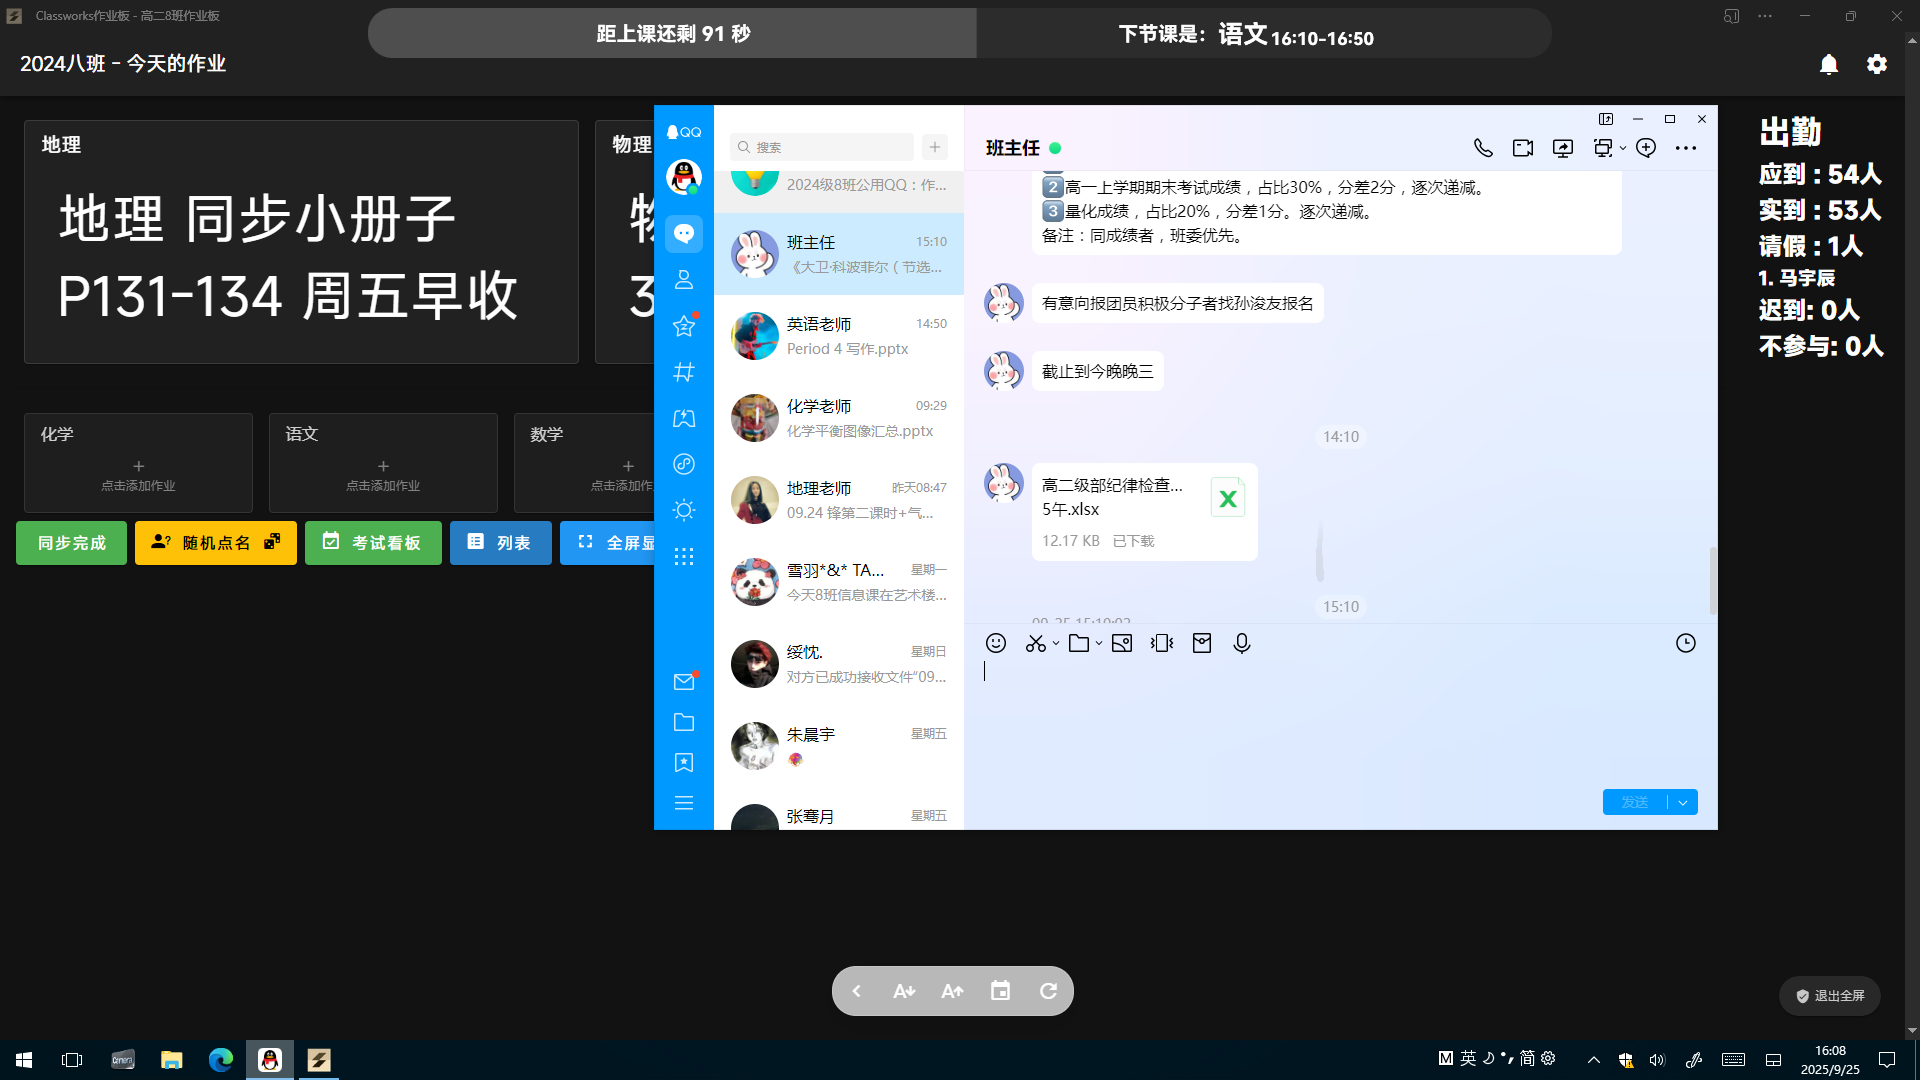 Classworks作业板 - 高二8班作业板
距上课还剩 91 秒
下节课是：语文 16:10-16:50
2024八班 - 今天的作业
地理
地理 同步小册子
P131-134 周五早收
物理
化学
点击添加作业
语文
点击添加作业
数学
点击添加作
同步完成
随机点名
考试看板
列表
全屏显
QQ
搜索
2024级8班公用QQ：作...
班主任 15:10
《大卫·科波菲尔（节选...
英语老师 14:50
Period 4 写作.pptx
化学老师 09:29
化学平衡图像汇总.pptx
地理老师 昨天08:47
09.24 锋第二课时+气...
雪羽*&* TA... 星期一
今天8班信息课在艺术楼...
绥忱. 星期日
对方已成功接收文件“09...
朱晨宇 星期五
张骞月 星期五
班主任
2 高一上学期期末考试成绩，占比30%，分差2分，逐次递减。
3 量化成绩，占比20%，分差1分。逐次递减。
备注：同成绩者，班委优先。
有意向报团员积极分子者找孙浚友报名
截止到今晚晚三
14:10
高二级部纪律检查...
5午.xlsx
12.17 KB 已下载
15:10
09-25 15:10:02
发送
出勤
应到：54人
实到：53人
请假：1人
1. 马宇辰
迟到: 0人
不参与: 0人
退出全屏
M 英 简
16:08
2025/9/25